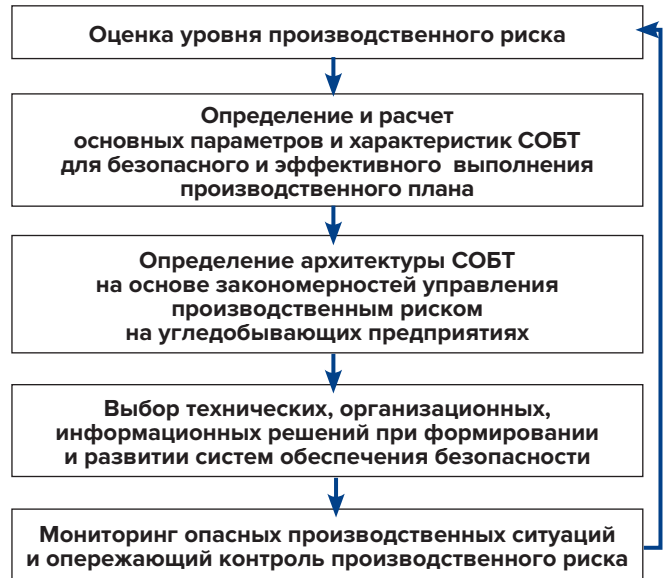 Оценка уровня производственного риска
Определение и расчет
основных параметров и характеристик СОБТ
для безопасного и эффективного выполнения
производственного плана
Определение архитектуры СОБТ
на основе закономерностей управления
производственным риском
на угледобывающих предприятиях
Выбор технических, организационных,
информационных решений при формировании
и развитии систем обеспечения безопасности
Мониторинг опасных производственных ситуаций
и опережающий контроль производственного риска